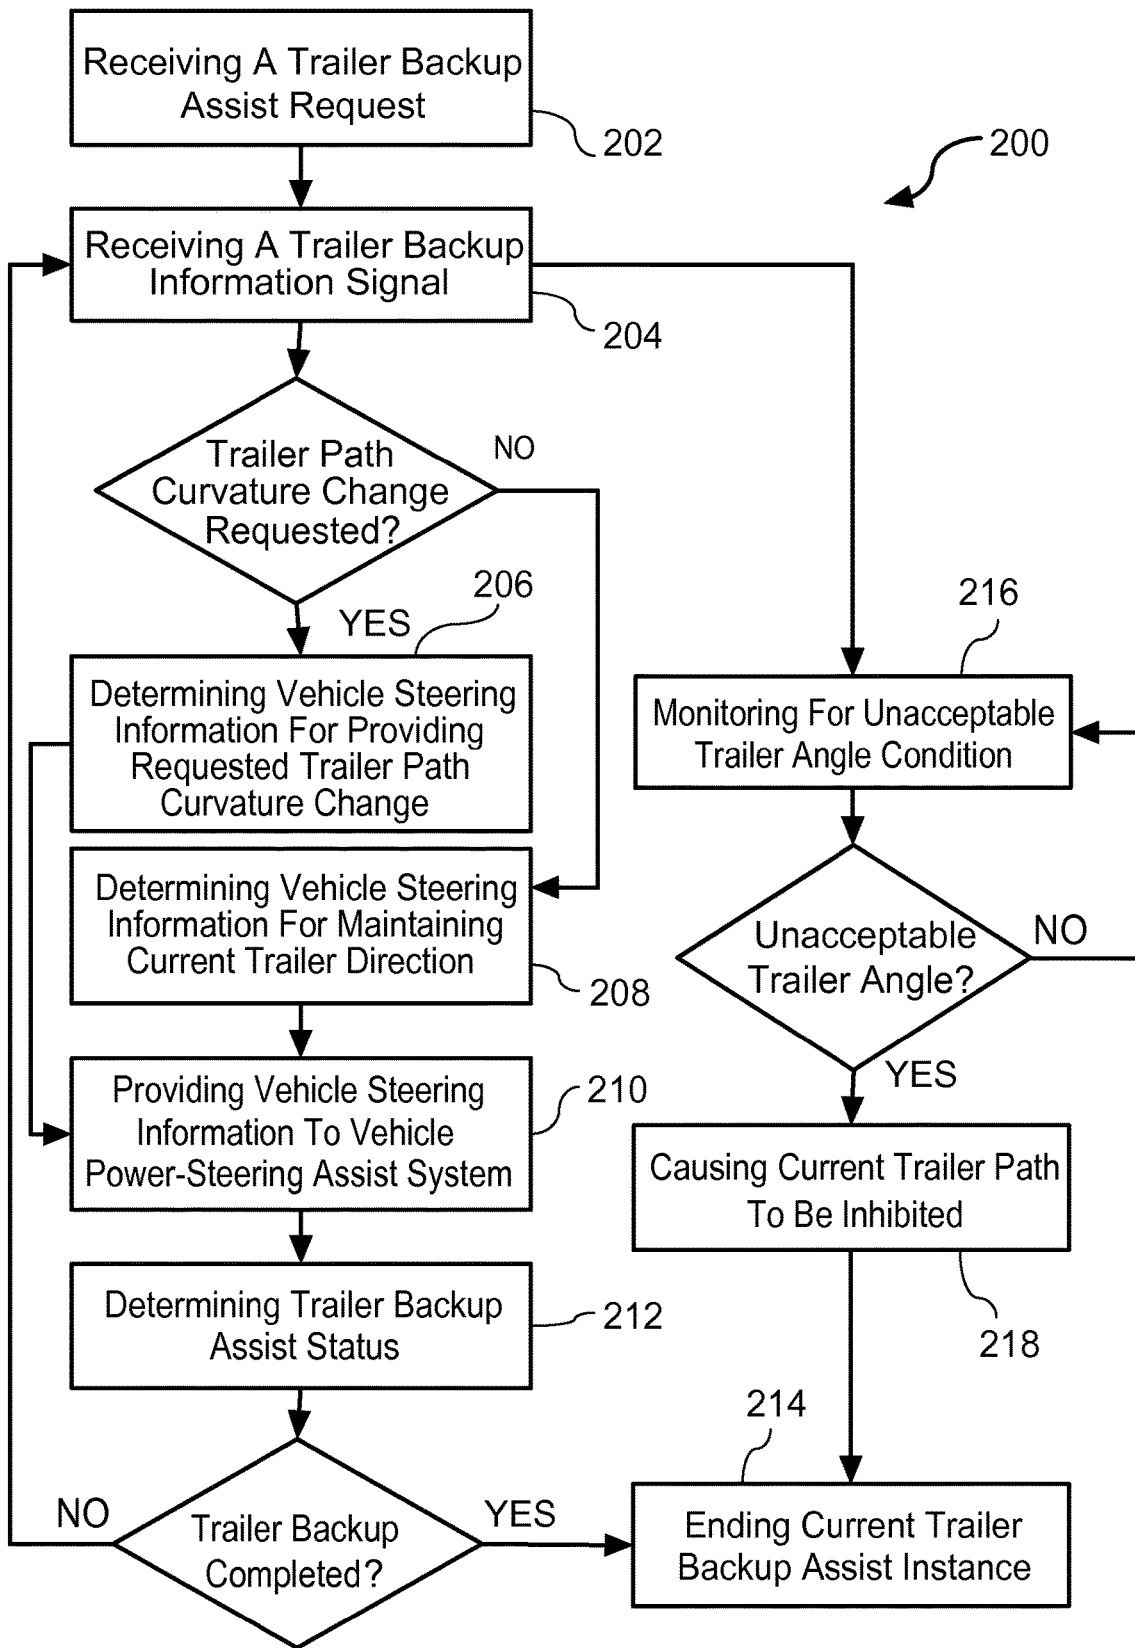 Receiving A Trailer Backup
Assist Request
202
200
Receiving A Trailer Backup
Information Signal
204
Trailer Path
Curvature Change
Requested?
NO
YES
206
Determining Vehicle Steering
Information For Providing
Requested Trailer Path
Curvature Change
Determining Vehicle Steering
Information For Maintaining
Current Trailer Direction
208
Providing Vehicle Steering
Information To Vehicle
Power-Steering Assist System
210
Determining Trailer Backup
Assist Status
212
Trailer Backup
Completed?
NO
YES
216
Monitoring For Unacceptable
Trailer Angle Condition
Unacceptable
Trailer Angle?
NO
YES
Causing Current Trailer Path
To Be Inhibited
218
214
Ending Current Trailer
Backup Assist Instance